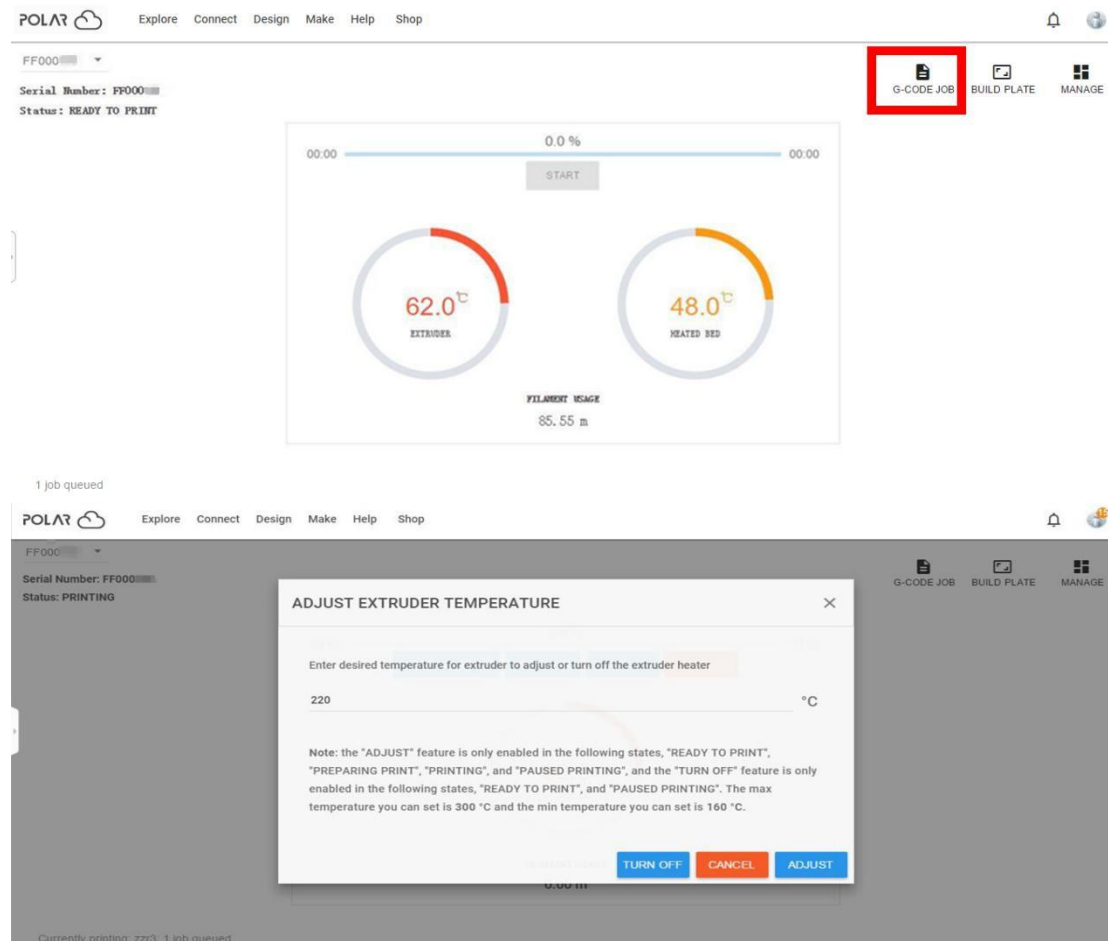 POLAR Explore Connect Design Make Help Shop
FF000
Serial Number: FF000
Status: READY TO PRINT
G-CODE JOB BUILD PLATE MANAGE
0.0 %
00:00 00:00
START
62.0℃ 48.0℃
EXTRUDER HEATED BED
FILAMENT USAGE
85.55 m
1 job queued
POLAR Explore Connect Design Make Help Shop
FF000
Serial Number: FF000
Status: PRINTING
G-CODE JOB BUILD PLATE MANAGE
ADJUST EXTRUDER TEMPERATURE
Enter desired temperature for extruder to adjust or turn off the extruder heater
220 °C
Note: the "ADJUST" feature is only enabled in the following states, "READY TO PRINT",
"PREPARING PRINT", "PRINTING", and "PAUSED PRINTING", and the "TURN OFF" feature is only
enabled in the following states, "READY TO PRINT", and "PAUSED PRINTING". The max
temperature you can set is 300 °C and the min temperature you can set is 160 °C.
TURN OFF CANCEL ADJUST
0.00 m
Currently printing: zzr3, 1 job queued